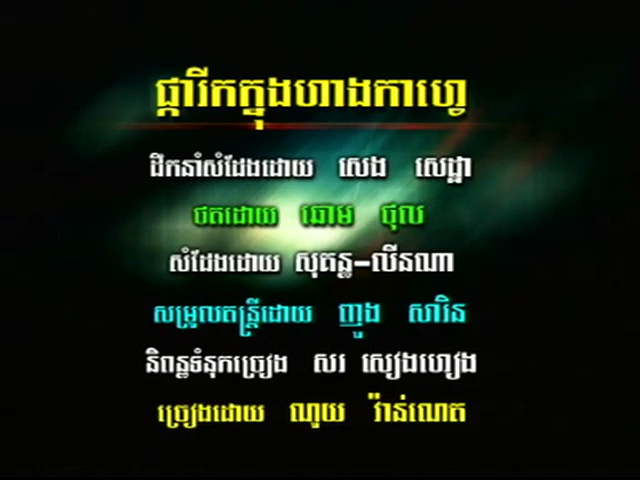 ផ្ការីកក្នុងហាងកាហ្វេ
ដឹកនាំសំដែងដោយ សេង សេដ្ឋា
ថតដោយ ឆោម ថុល
សំដែងដោយ សុគន្ធ-លីនណា
សម្រួលតន្ត្រីដោយ ញូង សារិន
និពន្ធទំនុកច្រៀង សរ សៀងហៀង
ច្រៀងដោយ ណូយ វ៉ាន់ណេត